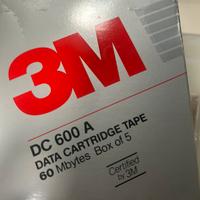 3M
DC 600 A
DATA CARTRIDGE TAPE
60 Mbytes Box of 5
Certified
by 3M